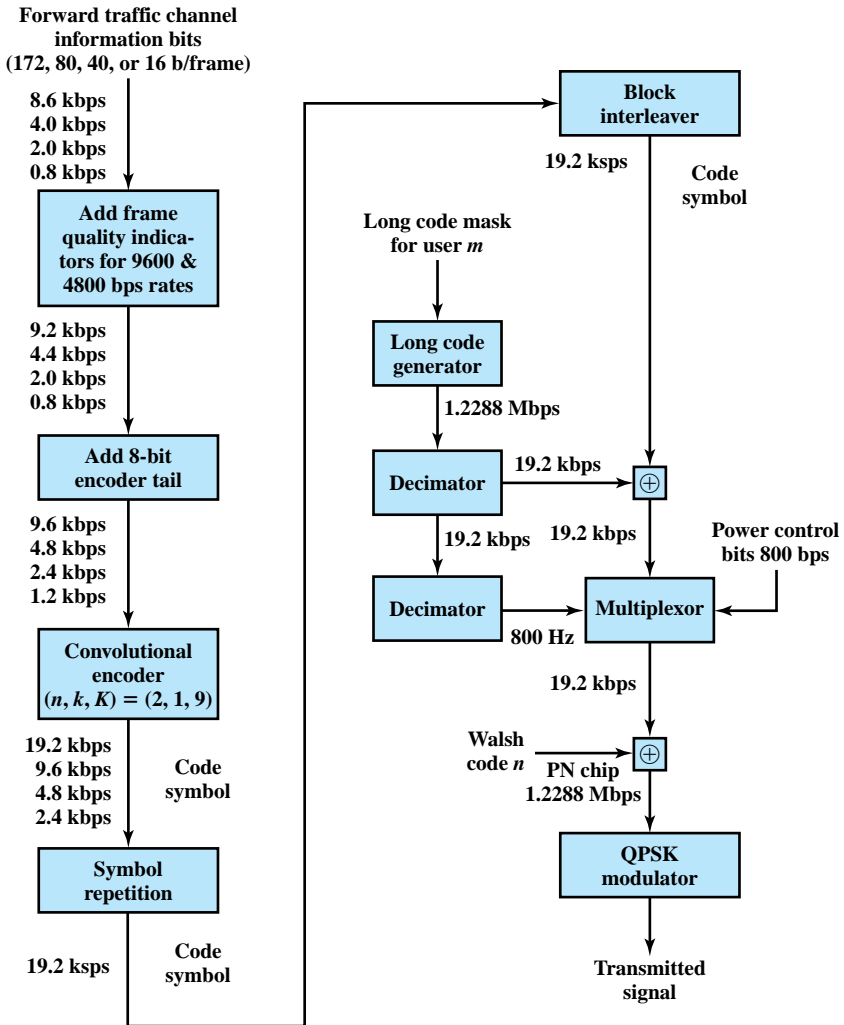 Forward traffic channel
information bits
(172, 80, 40, or 16 b/frame)
8.6 kbps
4.0 kbps
2.0 kbps
0.8 kbps
Add frame
quality indica-
tors for 9600 &
4800 bps rates
9.2 kbps
4.4 kbps
2.0 kbps
0.8 kbps
Add 8-bit
encoder tail
9.6 kbps
4.8 kbps
2.4 kbps
1.2 kbps
Convolutional
encoder
(n, k, K) = (2, 1, 9)
19.2 kbps
9.6 kbps
4.8 kbps
2.4 kbps
Code
symbol
Symbol
repetition
19.2 ksps
Code
symbol
Block
interleaver
19.2 ksps
Code
symbol
Long code mask
for user m
Long code
generator
1.2288 Mbps
Decimator
19.2 kbps
⊕
19.2 kbps
19.2 kbps
Power control
bits 800 bps
Decimator
800 Hz
Multiplexor
19.2 kbps
Walsh
code n
PN chip
1.2288 Mbps
⊕
QPSK
modulator
Transmitted
signal